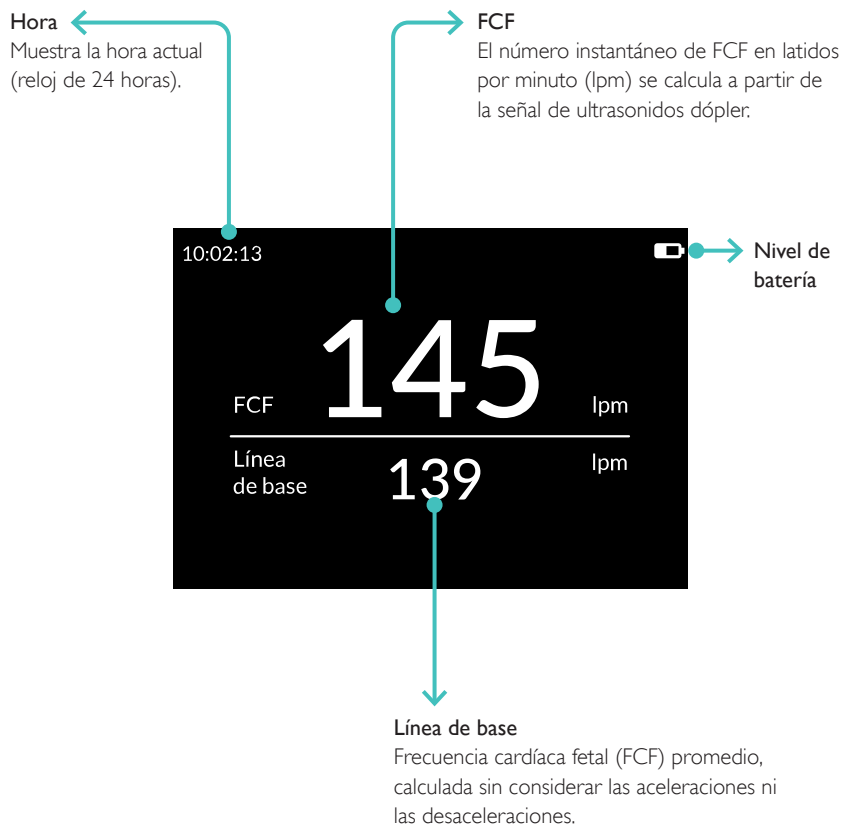 Hora
Muestra la hora actual
(reloj de 24 horas).
FCF
El número instantáneo de FCF en latidos
por minuto (lpm) se calcula a partir de
la señal de ultrasonidos dópler.
10:02:13
Nivel de
batería
145
FCF
lpm
Línea
de base
139
lpm
Línea de base
Frecuencia cardíaca fetal (FCF) promedio,
calculada sin considerar las aceleraciones ni
las desaceleraciones.